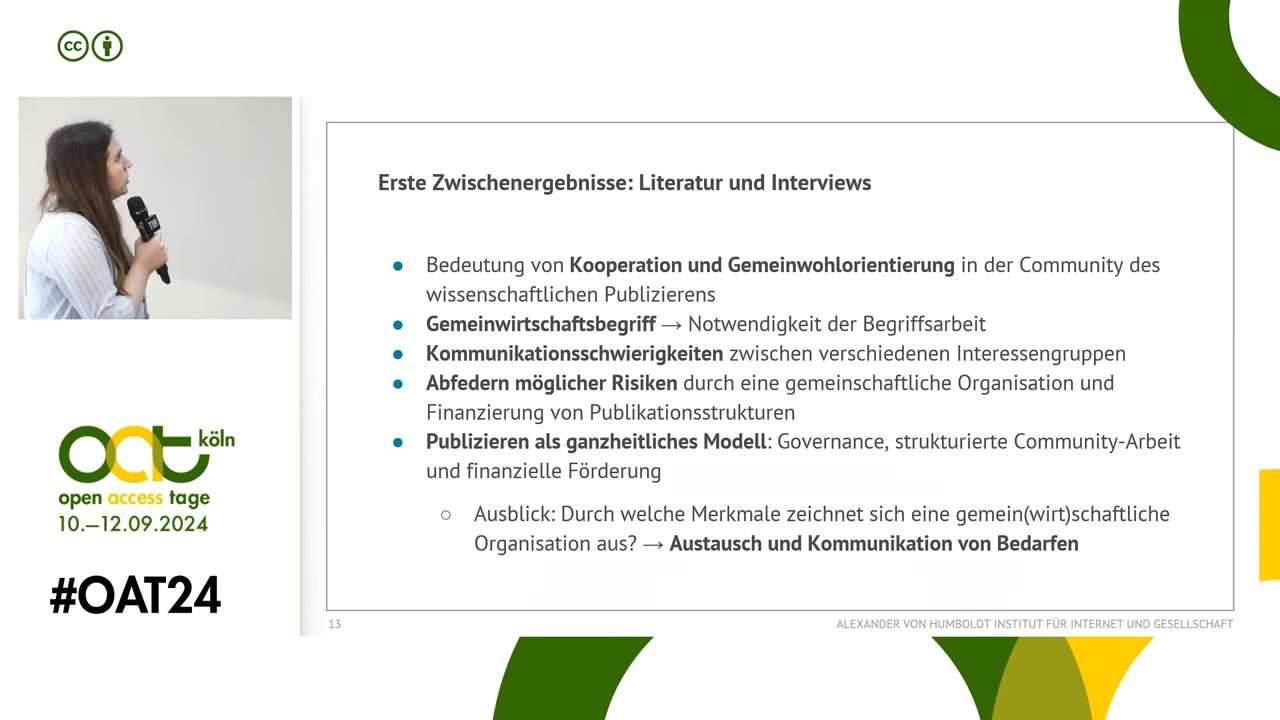 cc
Erste Zwischenergebnisse: Literatur und Interviews
● Bedeutung von Kooperation und Gemeinwohlorientierung in der Community des
wissenschaftlichen Publizierens
● Gemeinwirtschaftsbegriff → Notwendigkeit der Begriffsarbeit
● Kommunikationsschwierigkeiten zwischen verschiedenen Interessengruppen
● Abfedern möglicher Risiken durch eine gemeinschaftliche Organisation und
Finanzierung von Publikationsstrukturen
● Publizieren als ganzheitliches Modell: Governance, strukturierte Community-Arbeit
und finanzielle Förderung
○ Ausblick: Durch welche Merkmale zeichnet sich eine gemein(wirt)schaftliche
Organisation aus? → Austausch und Kommunikation von Bedarfen
13
ALEXANDER VON HUMBOLDT INSTITUT FÜR INTERNET UND GESELLSCHAFT
TIB
oat köln
open access tage
10.–12.09.2024
#OAT24